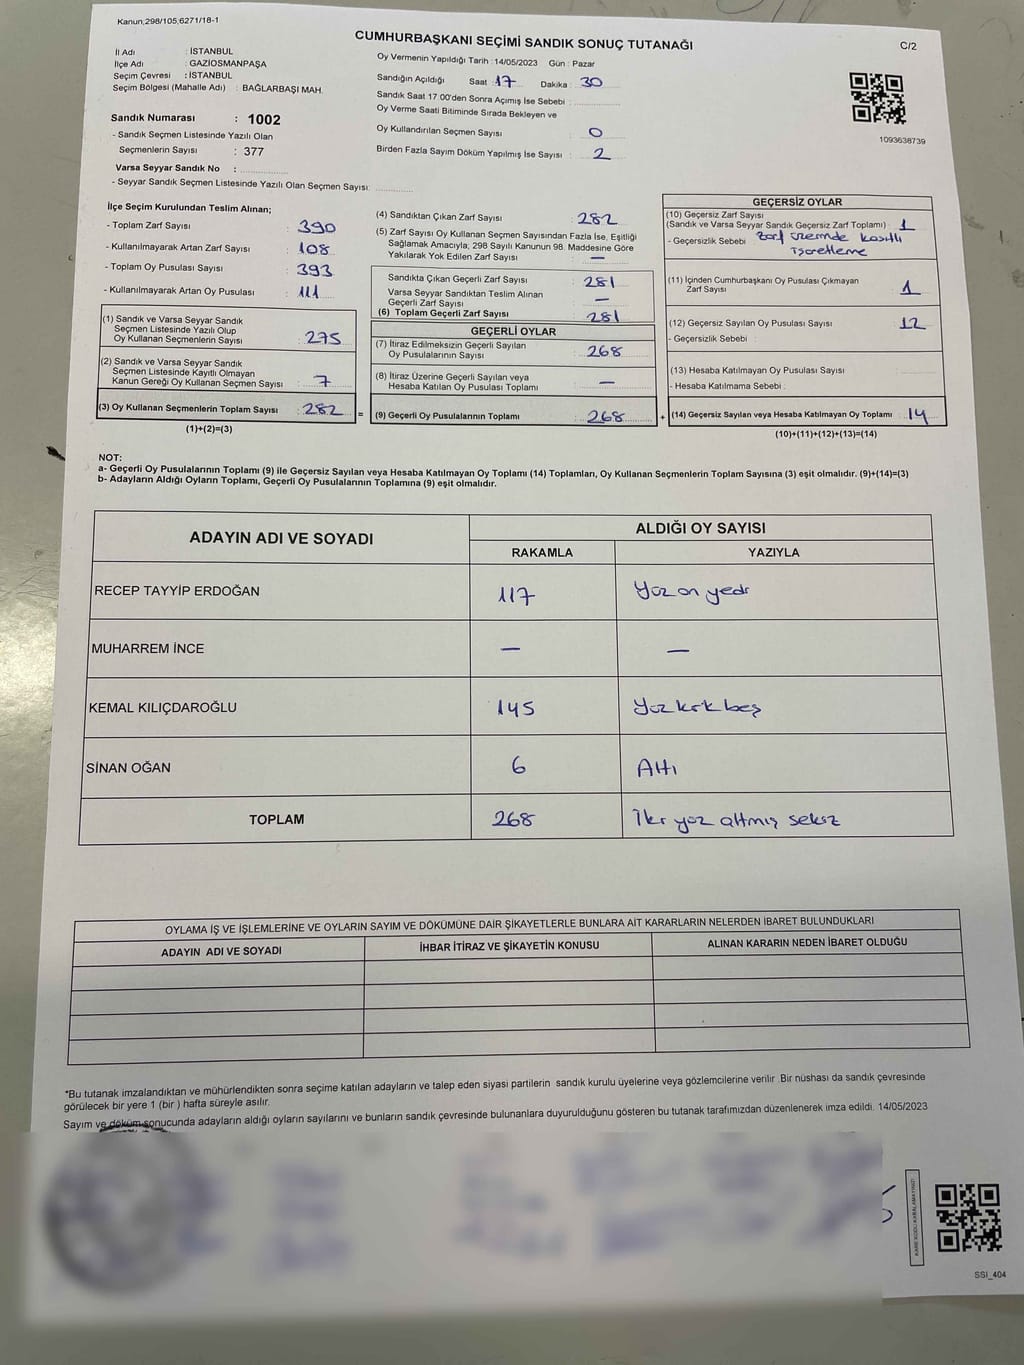 Kanun,298/105,6271/18-1
CUMHURBAŞKANI SEÇİMİ SANDIK SONUÇ TUTANAĞI
C/2
İl Adı : İSTANBUL
İlçe Adı : GAZİOSMANPAŞA
Seçim Çevresi : İSTANBUL
Seçim Bölgesi (Mahalle Adı) : BAĞLARBAŞI MAH.
Sandık Numarası : 1002
- Sandık Seçmen Listesinde Yazılı Olan
Seçmenlerin Sayısı : 377
Varsa Seyyar Sandık No :
- Seyyar Sandık Seçmen Listesinde Yazılı Olan Seçmen Sayısı:
Oy Vermenin Yapıldığı Tarih : 14/05/2023 Gün : Pazar
Sandığın Açıldığı Saat : 17 Dakika : 30
Sandık Saat 17:00'den Sonra Açımış İse Sebebi :
Oy Verme Saati Bitiminde Sırada Bekleyen ve
Oy Kullandırılan Seçmen Sayısı : 0
Birden Fazla Sayım Döküm Yapılmış İse Sayısı : 2
1093638739
İlçe Seçim Kurulundan Teslim Alınan;
- Toplam Zarf Sayısı : 390
- Kullanılmayarak Artan Zarf Sayısı : 108
- Toplam Oy Pusulası Sayısı : 393
- Kullanılmayarak Artan Oy Pusulası : 111
(1) Sandık ve Varsa Seyyar Sandık
Seçmen Listesinde Yazılı Olup
Oy Kullanan Seçmenlerin Sayısı : 275
(2) Sandık ve Varsa Seyyar Sandık
Seçmen Listesinde Kayıtlı Olmayan
Kanun Gereği Oy Kullanan Seçmen Sayısı : 7
(3) Oy Kullanan Seçmenlerin Toplam Sayısı : 282 =
(1)+(2)=(3)
(4) Sandıktan Çıkan Zarf Sayısı : 282
(5) Zarf Sayısı Oy Kullanan Seçmen Sayısından Fazla İse, Eşitliği
Sağlamak Amacıyla; 298 Sayılı Kanunun 98. Maddesine Göre
Yakılarak Yok Edilen Zarf Sayısı : —
Sandıkta Çıkan Geçerli Zarf Sayısı : 281
Varsa Seyyar Sandıktan Teslim Alınan
Geçerli Zarf Sayısı : —
(6) Toplam Geçerli Zarf Sayısı : 281
GEÇERLİ OYLAR
(7) İtiraz Edilmeksizin Geçerli Sayılan
Oy Pusulalarının Sayısı : 268
(8) İtiraz Üzerine Geçerli Sayılan veya
Hesaba Katılan Oy Pusulası Toplamı : —
(9) Geçerli Oy Pusulalarının Toplamı : 268 +
GEÇERSİZ OYLAR
(10) Geçersiz Zarf Sayısı
(Sandık ve Varsa Seyyar Sandık Geçersiz Zarf Toplamı) : 1
- Geçersizlik Sebebi : Zarf üzerinde kasıtlı
işaretleme
(11) İçinden Cumhurbaşkanı Oy Pusulası Çıkmayan
Zarf Sayısı : 1
(12) Geçersiz Sayılan Oy Pusulası Sayısı : 12
- Geçersizlik Sebebi :
(13) Hesaba Katılmayan Oy Pusulası Sayısı :
- Hesaba Katılmama Sebebi :
(14) Geçersiz Sayılan veya Hesaba Katılmayan Oy Toplamı : 14
(10)+(11)+(12)+(13)=(14)
NOT:
a- Geçerli Oy Pusulalarının Toplamı (9) ile Geçersiz Sayılan veya Hesaba Katılmayan Oy Toplamı (14) Toplamları, Oy Kullanan Seçmenlerin Toplam Sayısına (3) eşit olmalıdır. (9)+(14)=(3)
b- Adayların Aldığı Oyların Toplamı, Geçerli Oy Pusulalarının Toplamına (9) eşit olmalıdır.
ADAYIN ADI VE SOYADI
ALDIĞI OY SAYISI
RAKAMLA YAZIYLA
RECEP TAYYİP ERDOĞAN 117 Yüz on yedi
MUHARREM İNCE — —
KEMAL KILIÇDAROĞLU 145 Yüz kırk beş
SİNAN OĞAN 6 Altı
TOPLAM 268 İki yüz altmış sekiz
OYLAMA İŞ VE İŞLEMLERİNE VE OYLARIN SAYIM VE DÖKÜMÜNE DAİR ŞİKAYETLERLE BUNLARA AİT KARARLARIN NELERDEN İBARET BULUNDUKLARI
ADAYIN ADI VE SOYADI İHBAR İTİRAZ VE ŞİKAYETİN KONUSU ALINAN KARARIN NEDEN İBARET OLDUĞU
*Bu tutanak imzalandıktan ve mühürlendikten sonra seçime katılan adayların ve talep eden siyasi partilerin sandık kurulu üyelerine veya gözlemcilerine verilir .Bir nüshası da sandık çevresinde
görülecek bir yere 1 (bir ) hafta süreyle asılır.
Sayım ve döküm sonucunda adayların aldığı oyların sayılarını ve bunların sandık çevresinde bulunanlara duyurulduğunu gösteren bu tutanak tarafımızdan düzenlenerek imza edildi. 14/05/2023
KARE KODU KARALAMAYINIZ!
SSI_404